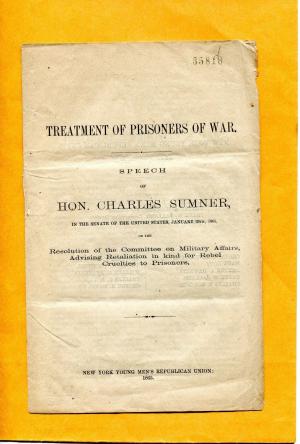 55810
TREATMENT OF PRISONERS OF WAR.
SPEECH
OF
HON. CHARLES SUMNER,
IN THE SENATE OF THE UNITED STATES, JANUARY 29TH, 1865,
ON THE
Resolution of the Committee on Military Affairs,
Advising Retaliation in kind for Rebel
Cruelties to Prisoners.
NEW YORK YOUNG MEN'S REPUBLICAN UNION:
1865.